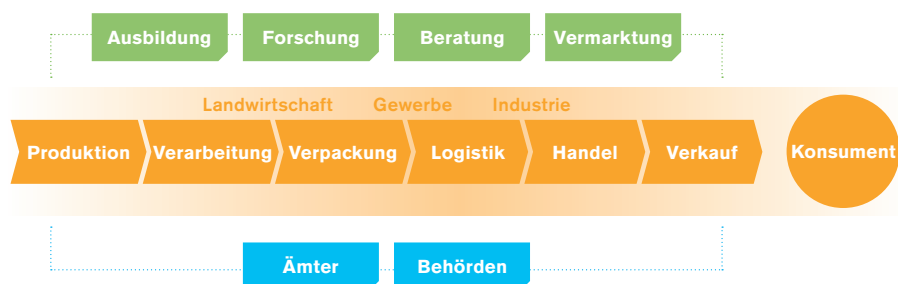 Ausbildung Forschung Beratung Vermarktung
Landwirtschaft Gewerbe Industrie
Produktion Verarbeitung Verpackung Logistik Handel Verkauf Konsument
Ämter Behörden